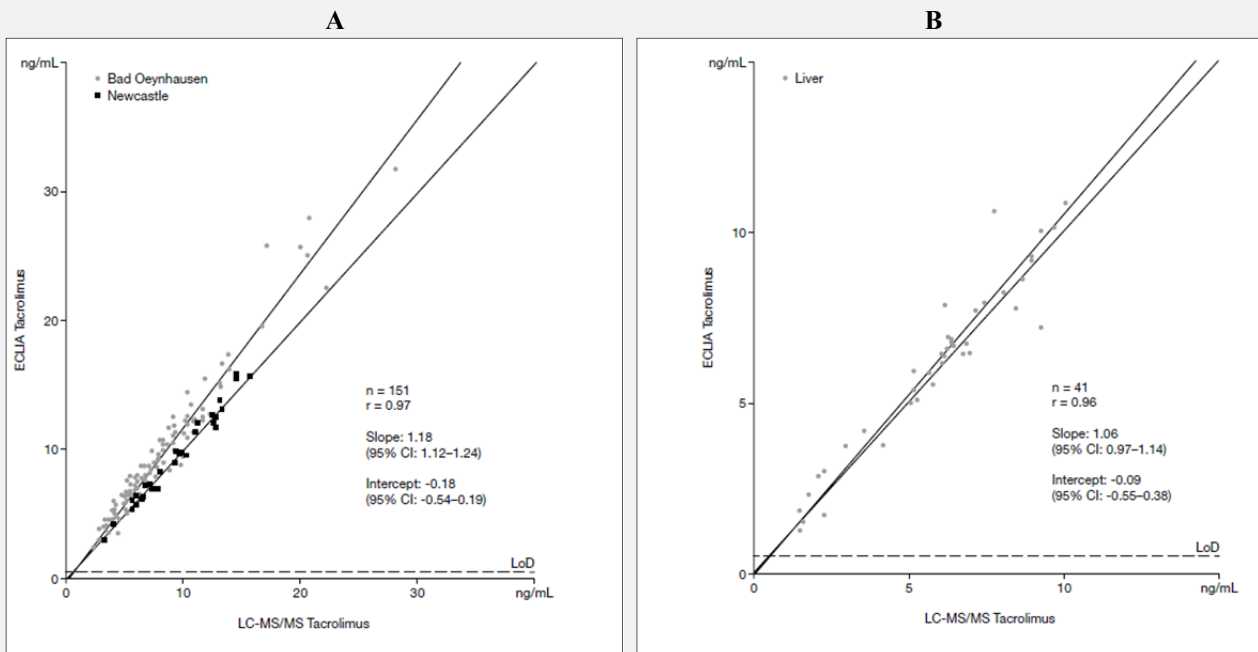 A
ng/mL
Bad Oeynhausen
Newcastle
30
20
10
0
ECLIA Tacrolimus
n = 151
r = 0.97
Slope: 1.18
(95% CI: 1.12–1.24)
Intercept: -0.18
(95% CI: -0.54–0.19)
LoD
0
10
20
30
ng/mL
LC-MS/MS Tacrolimus
B
ng/mL
Liver
10
5
0
ECLIA Tacrolimus
n = 41
r = 0.96
Slope: 1.06
(95% CI: 0.97–1.14)
Intercept: -0.09
(95% CI: -0.55–0.38)
LoD
0
5
10
ng/mL
LC-MS/MS Tacrolimus